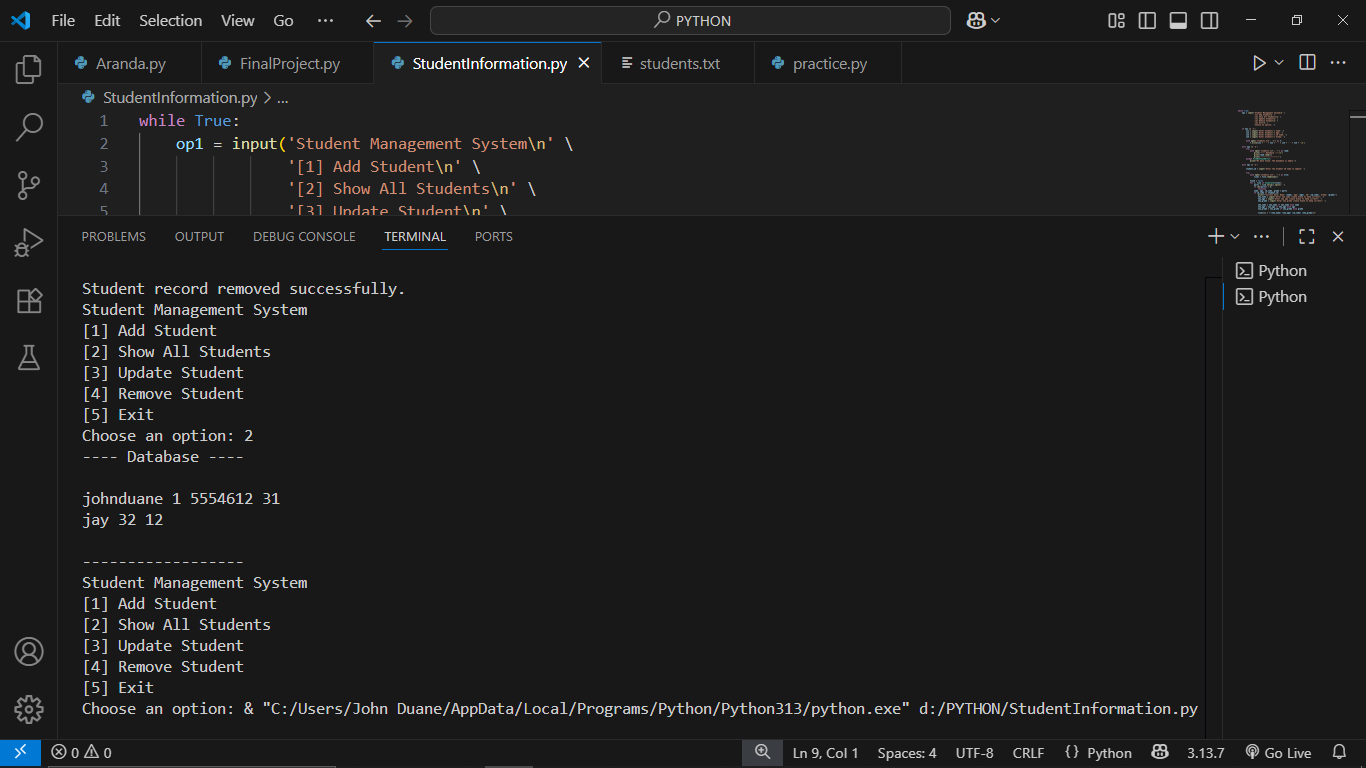 File Edit Selection View Go ··· PYTHON
Aranda.py FinalProject.py StudentInformation.py students.txt practice.py
StudentInformation.py > ...
1 while True:
2 op1 = input('Student Management System\n' \
3 '[1] Add Student\n' \
4 '[2] Show All Students\n' \
5 '[3] Update Student\n' \
PROBLEMS OUTPUT DEBUG CONSOLE TERMINAL PORTS
Python
Python
Student record removed successfully.
Student Management System
[1] Add Student
[2] Show All Students
[3] Update Student
[4] Remove Student
[5] Exit
Choose an option: 2
---- Database ----
johnduane 1 5554612 31
jay 32 12
------------------
Student Management System
[1] Add Student
[2] Show All Students
[3] Update Student
[4] Remove Student
[5] Exit
Choose an option: & "C:/Users/John Duane/AppData/Local/Programs/Python/Python313/python.exe" d:/PYTHON/StudentInformation.py
0 0 Ln 9, Col 1 Spaces: 4 UTF-8 CRLF {} Python 3.13.7 Go Live